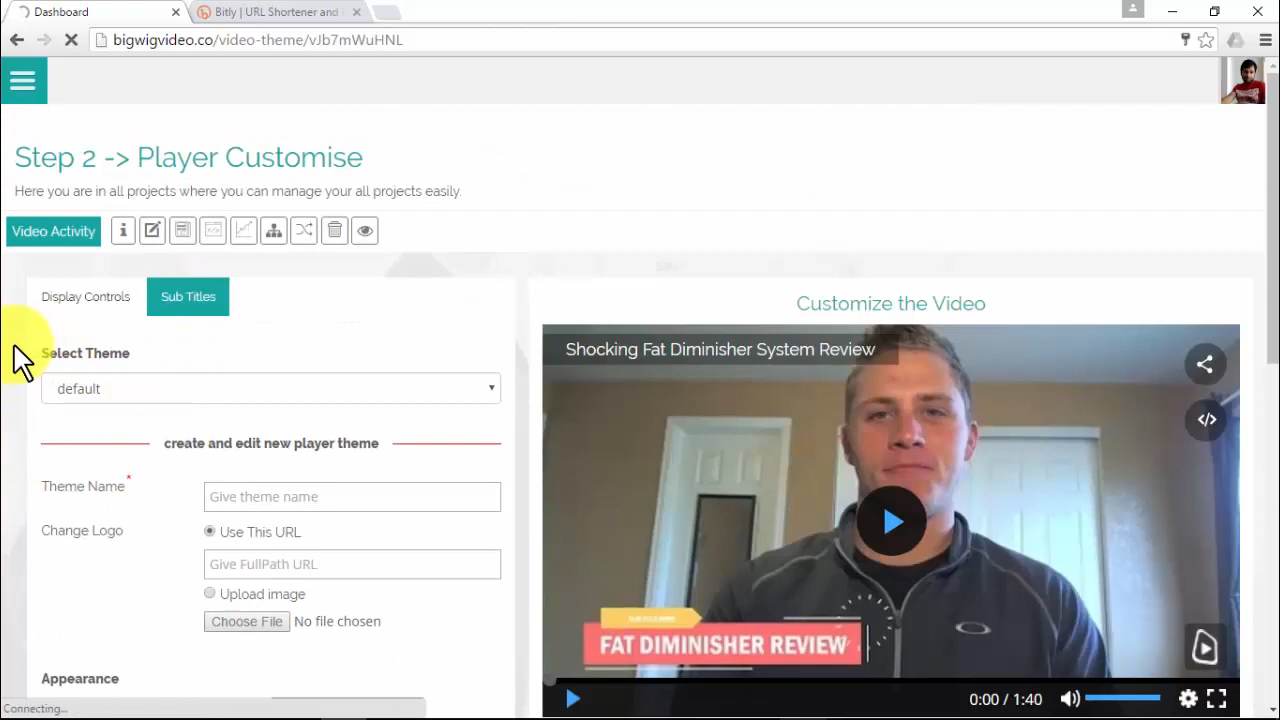 Dashboard
Bitly | URL Shortener and
bigwigvideo.co/video-theme/vJb7mWuHNL
Step 2 -> Player Customise
Here you are in all projects where you can manage your all projects easily.
Video Activity
Display Controls
Sub Titles
Select Theme
default
create and edit new player theme
Theme Name*
Give theme name
Change Logo
Use This URL
Give FullPath URL
Upload image
Choose File No file chosen
Appearance
Connecting...
Customize the Video
Shocking Fat Diminisher System Review
FAT DIMINISHER REVIEW
0:00 / 1:40